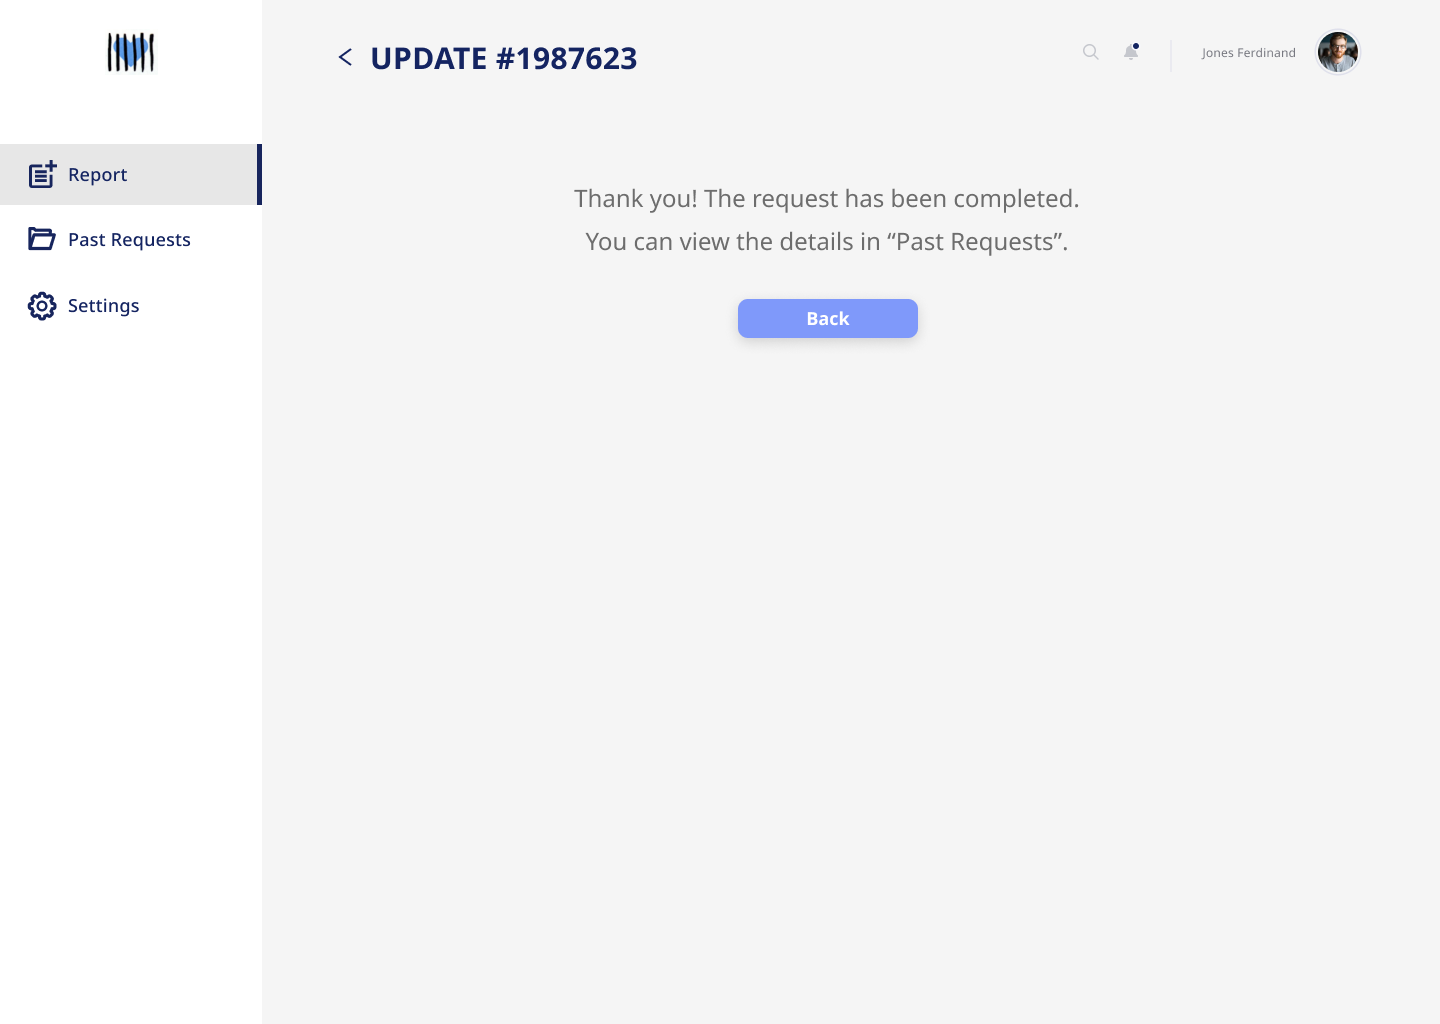 UPDATE #1987623
Jones Ferdinand
Report
Past Requests
Settings
Thank you! The request has been completed.
You can view the details in “Past Requests”.
Back